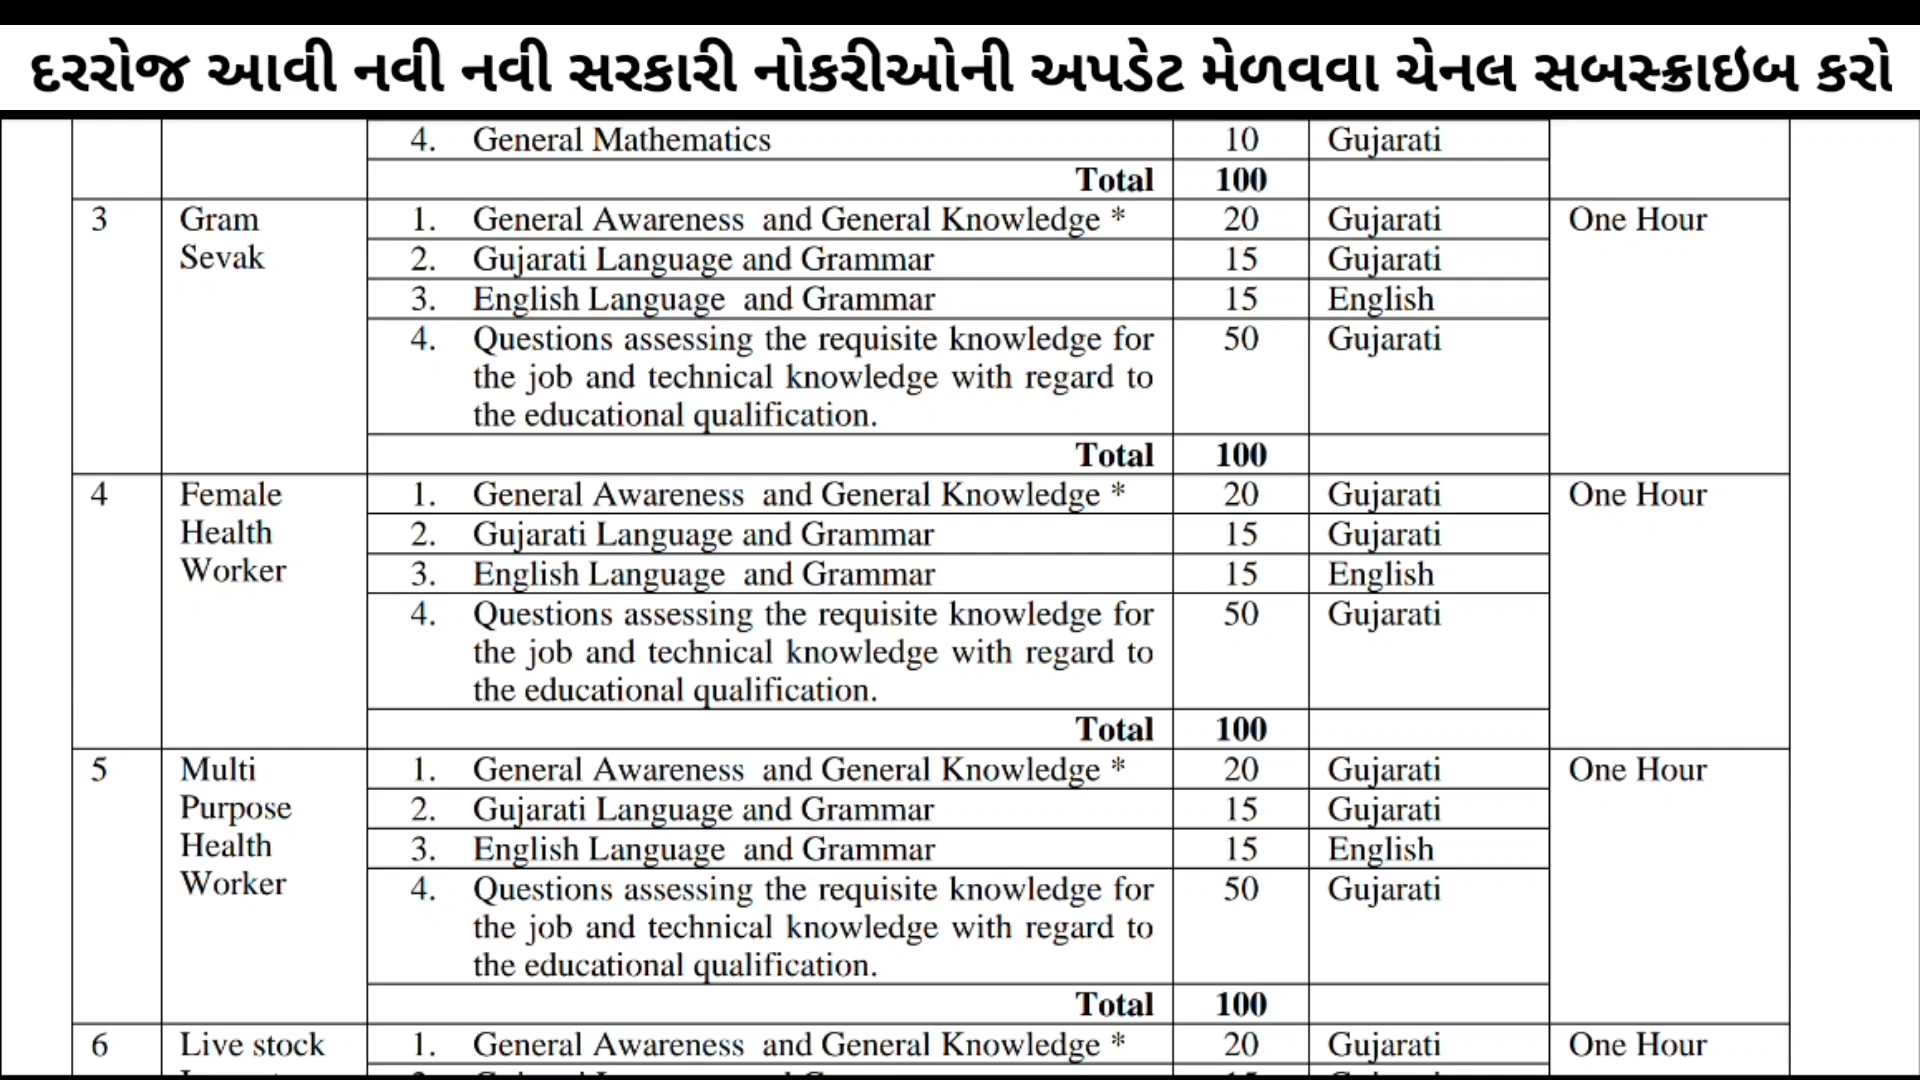 દરરોજ આવી નવી નવી સરકારી નોકરીઓની અપડેટ મેળવવા ચેનલ સબસ્ક્રાઇબ કરો
4. General Mathematics 10 Gujarati
Total 100
3 Gram Sevak 1. General Awareness and General Knowledge * 20 Gujarati One Hour
2. Gujarati Language and Grammar 15 Gujarati
3. English Language and Grammar 15 English
4. Questions assessing the requisite knowledge for 50 Gujarati
the job and technical knowledge with regard to
the educational qualification.
Total 100
4 Female Health Worker 1. General Awareness and General Knowledge * 20 Gujarati One Hour
2. Gujarati Language and Grammar 15 Gujarati
3. English Language and Grammar 15 English
4. Questions assessing the requisite knowledge for 50 Gujarati
the job and technical knowledge with regard to
the educational qualification.
Total 100
5 Multi Purpose Health Worker 1. General Awareness and General Knowledge * 20 Gujarati One Hour
2. Gujarati Language and Grammar 15 Gujarati
3. English Language and Grammar 15 English
4. Questions assessing the requisite knowledge for 50 Gujarati
the job and technical knowledge with regard to
the educational qualification.
Total 100
6 Live stock 1. General Awareness and General Knowledge * 20 Gujarati One Hour